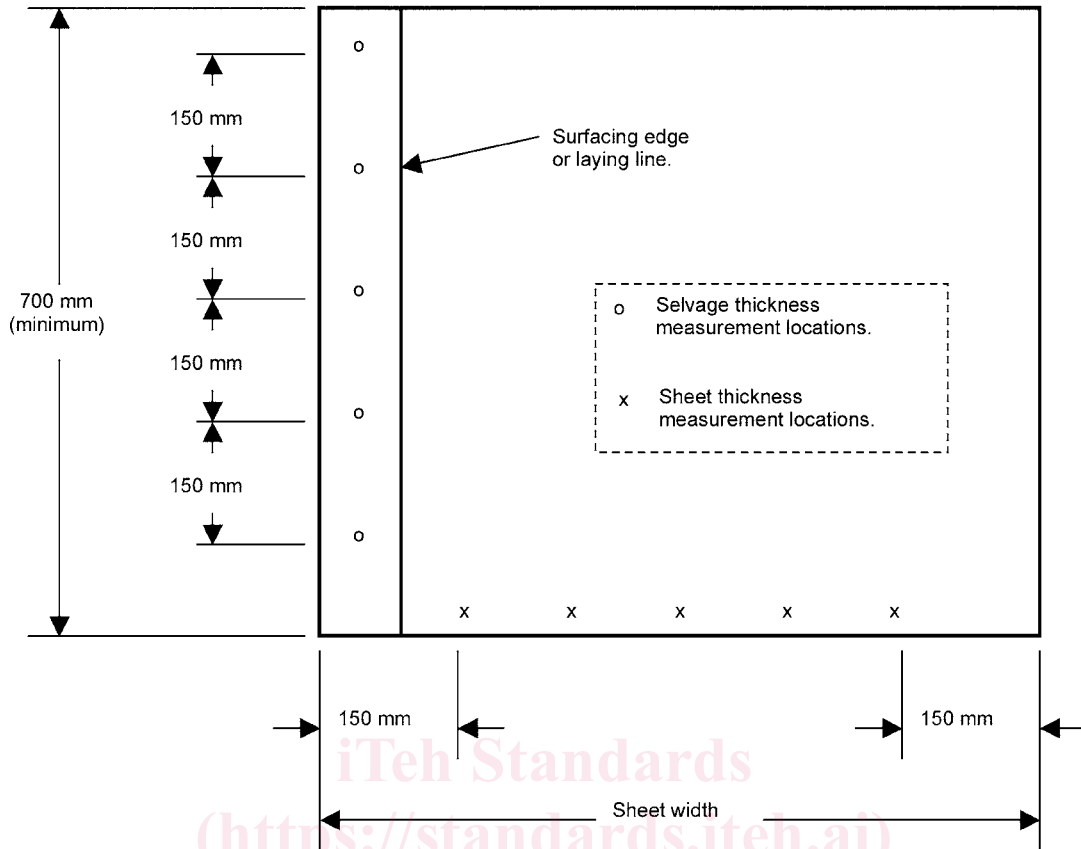 o
150 mm
Surfacing edge
or laying line.
o
150 mm
o
700 mm
(minimum)
o Selvage thickness
measurement locations.
150 mm
x Sheet thickness
measurement locations.
o
150 mm
o
x x x x x
150 mm
150 mm
iTeh Standards
Sheet width
(https://standards.iteh.ai)